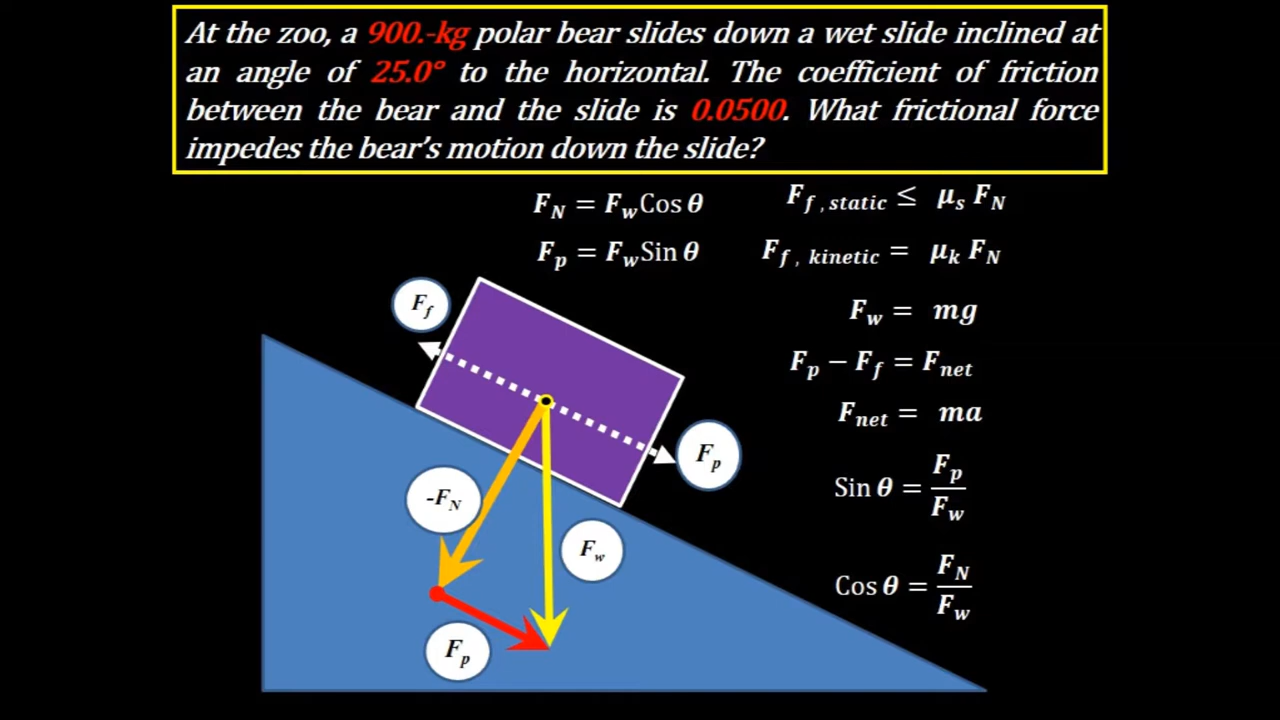 At the zoo, a 900.-kg polar bear slides down a wet slide inclined at
an angle of 25.0° to the horizontal. The coefficient of friction
between the bear and the slide is 0.0500. What frictional force
impedes the bear's motion down the slide?
F_N = F_w Cos θ
F_p = F_w Sin θ
F_f, static ≤ μ_s F_N
F_f, kinetic = μ_k F_N
F_w = mg
F_p − F_f = F_net
F_net = ma
Sin θ = F_p / F_w
Cos θ = F_N / F_w
F_f
F_p
-F_N
F_w
F_p